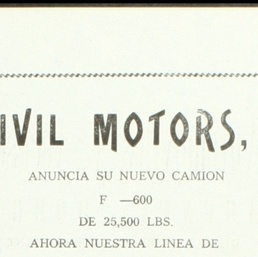 IVIL MOTORS,
ANUNCIA SU NUEVO CAMION
F —600
DE 25,500 LBS.
AHORA NUESTRA LINEA DE